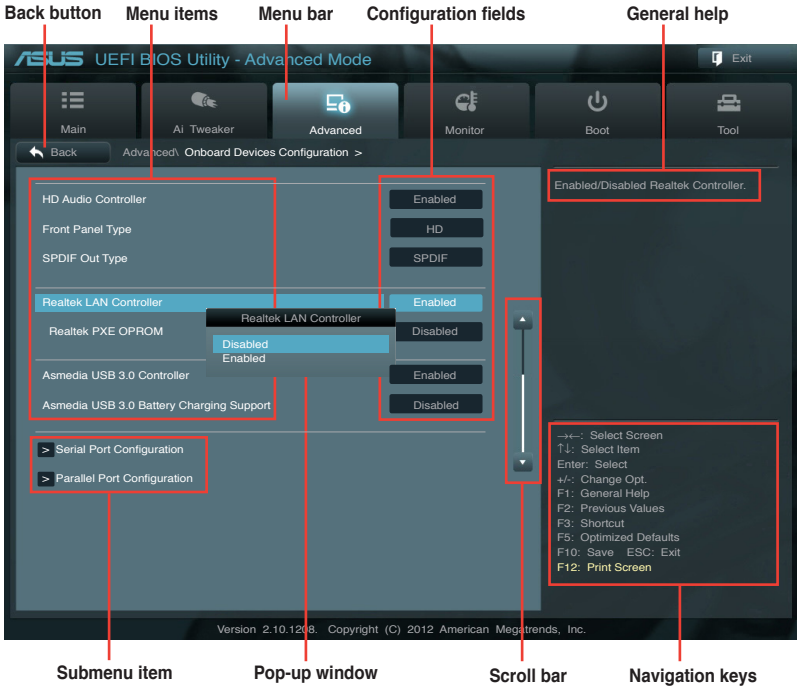 Back button Menu items Menu bar Configuration fields General help
ASUS UEFI BIOS Utility - Advanced Mode Exit
Main Ai Tweaker Advanced Monitor Boot Tool
Back Advanced\ Onboard Devices Configuration >
Enabled/Disabled Realtek Controller.
HD Audio Controller Enabled
Front Panel Type HD
SPDIF Out Type SPDIF
Realtek LAN Controller Enabled
Realtek PXE OPROM Disabled
Realtek LAN Controller
Disabled
Enabled
Asmedia USB 3.0 Controller Enabled
Asmedia USB 3.0 Battery Charging Support Disabled
> Serial Port Configuration
> Parallel Port Configuration
→←: Select Screen
↑↓: Select Item
Enter: Select
+/-: Change Opt.
F1: General Help
F2: Previous Values
F3: Shortcut
F5: Optimized Defaults
F10: Save ESC: Exit
F12: Print Screen
Version 2.10.1208. Copyright (C) 2012 American Megatrends, Inc.
Submenu item Pop-up window Scroll bar Navigation keys